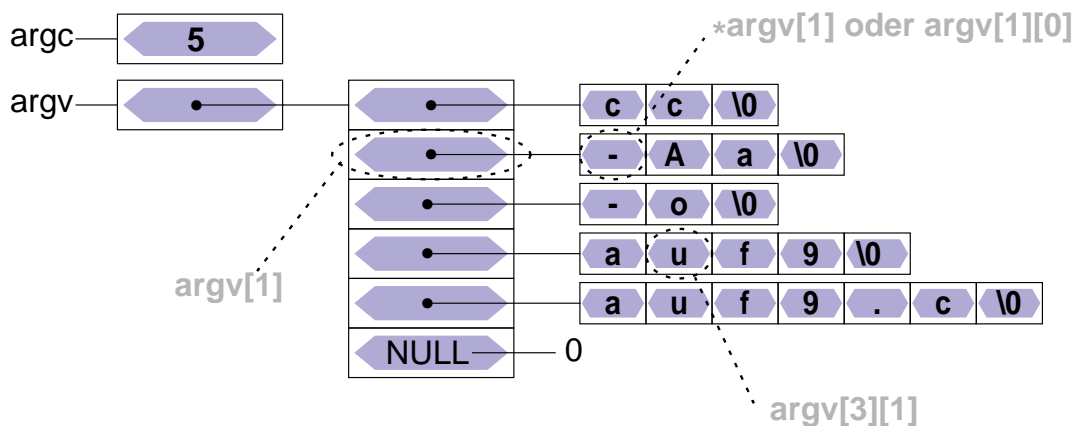 *argv[1] oder argv[1][0]
argc 5
argv
c c \0
- A a \0
- o \0
a u f 9 \0
argv[1]
a u f 9 . c \0
NULL 0
argv[3][1]